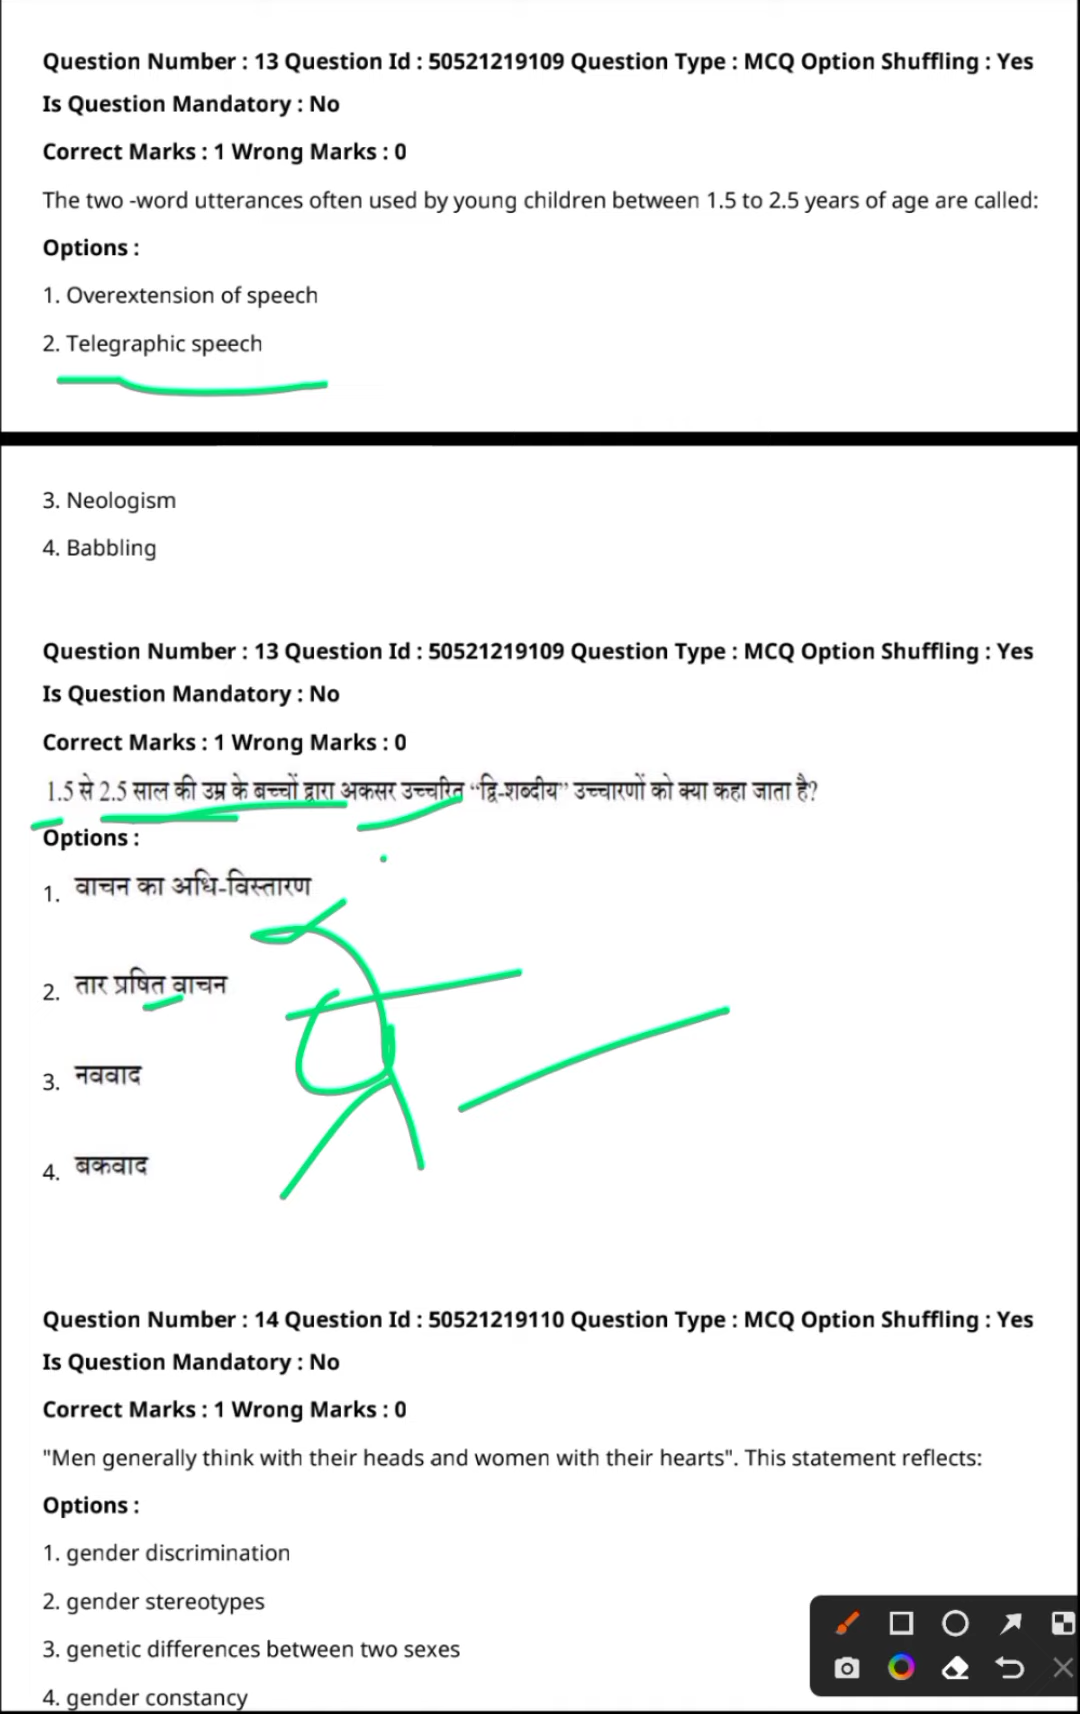 Question Number : 13 Question Id : 50521219109 Question Type : MCQ Option Shuffling : Yes
Is Question Mandatory : No
Correct Marks : 1 Wrong Marks : 0
The two -word utterances often used by young children between 1.5 to 2.5 years of age are called:
Options :
1. Overextension of speech
2. Telegraphic speech
3. Neologism
4. Babbling
Question Number : 13 Question Id : 50521219109 Question Type : MCQ Option Shuffling : Yes
Is Question Mandatory : No
Correct Marks : 1 Wrong Marks : 0
1.5 से 2.5 साल की उम्र के बच्चों द्वारा अकसर उच्चरित “द्वि-शब्दीय” उच्चारणों को क्या कहा जाता है?
Options :
1. वाचन का अधि-विस्तारण
2. तार प्रषित वाचन
3. नववाद
4. बकवाद
Question Number : 14 Question Id : 50521219110 Question Type : MCQ Option Shuffling : Yes
Is Question Mandatory : No
Correct Marks : 1 Wrong Marks : 0
"Men generally think with their heads and women with their hearts". This statement reflects:
Options :
1. gender discrimination
2. gender stereotypes
3. genetic differences between two sexes
4. gender constancy